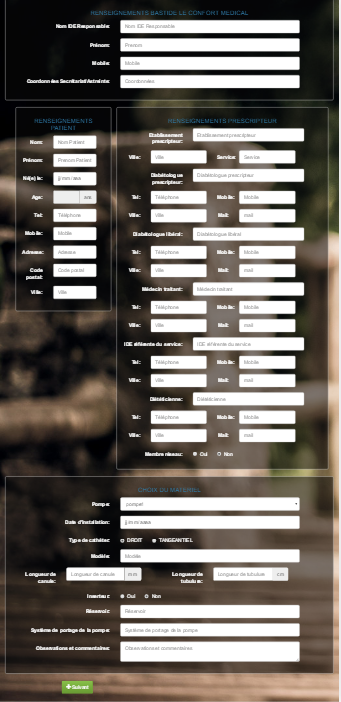 RENSEIGNEMENTS BASTIDE LE CONFORT MEDICAL
Nom IDE Responsable: Nom IDE Responsable
Prénom: Prenom
Mobile: Mobile
Coordonnées Secrétariat/Astreinte: Coordonnées
RENSEIGNEMENTS PATIENT
Nom: Nom Patient
Prénom: Prenom Patient
Né(e) le: jj/mm/aaaa
Age: ans
Tel: Téléphone
Mobile: Mobile
Adresse: Adresse
Code postal: Code postal
Ville: Ville
RENSEIGNEMENTS PRESCRIPTEUR
Etablissement prescripteur: Etablissement prescripteur
Ville: Ville Service: Service
Diabétologue prescripteur: Diabétologue prescripteur
Tel: Téléphone Mobile: Mobile
Ville: Ville Mail: mail
Diabétologue libéral: Diabétologue libéral
Tel: Téléphone Mobile: Mobile
Ville: Ville Mail: mail
Médecin traitant: Médecin traitant
Tel: Téléphone Mobile: Mobile
Ville: Ville Mail: mail
IDE référente du service: IDE référente du service
Tel: Téléphone Mobile: Mobile
Ville: Ville Mail: mail
Diététicienne: Diététicienne
Tel: Téléphone Mobile: Mobile
Ville: Ville Mail: mail
Membre réseau: Oui Non
CHOIX DU MATERIEL
Pompe: pompe1
Date d'installation: jj/mm/aaaa
Type de cathéter: DROIT TANGEANTIEL
Modèle: Modèle
Longueur de canule: Longueur de canule mm Longueur de tubulure: Longueur de tubulure cm
Inserteur: Oui Non
Réservoir: Réservoir
Système de portage de la pompe: Système de portage de la pompe
Observations et commentaires: Observations et commentaires
Suivant